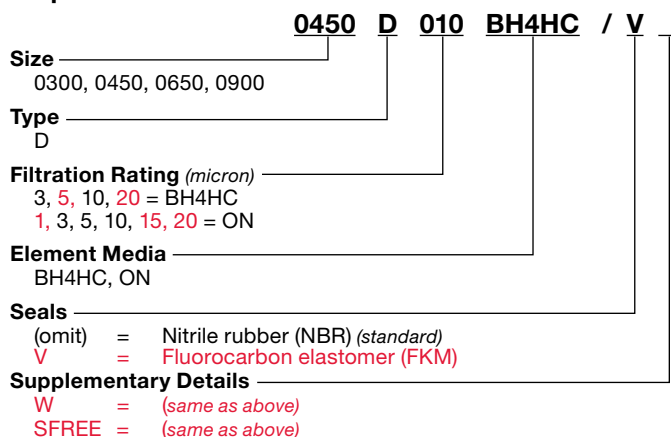 0450 D 010 BH4HC / V
Size
0300, 0450, 0650, 0900
Type
D
Filtration Rating (micron)
3, 5, 10, 20 = BH4HC
1, 3, 5, 10, 15, 20 = ON
Element Media
BH4HC, ON
Seals
(omit) = Nitrile rubber (NBR) (standard)
V = Fluorocarbon elastomer (FKM)
Supplementary Details
W = (same as above)
SFREE = (same as above)